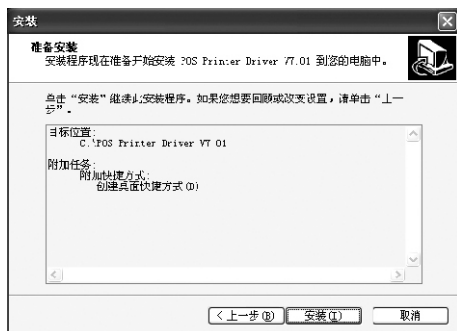 安装
准备安装
安装程序现在准备开始安装 POS Printer Driver V7.01 到您的电脑中。
单击“安装”继续此安装程序。如果您想要回顾或改变设置，请单击“上一
步”。
目标位置：
C:\POS Printer Driver V7.01
附加任务：
附加快捷方式：
创建桌面快捷方式(D)
<上一步(B)
安装(I)
取消